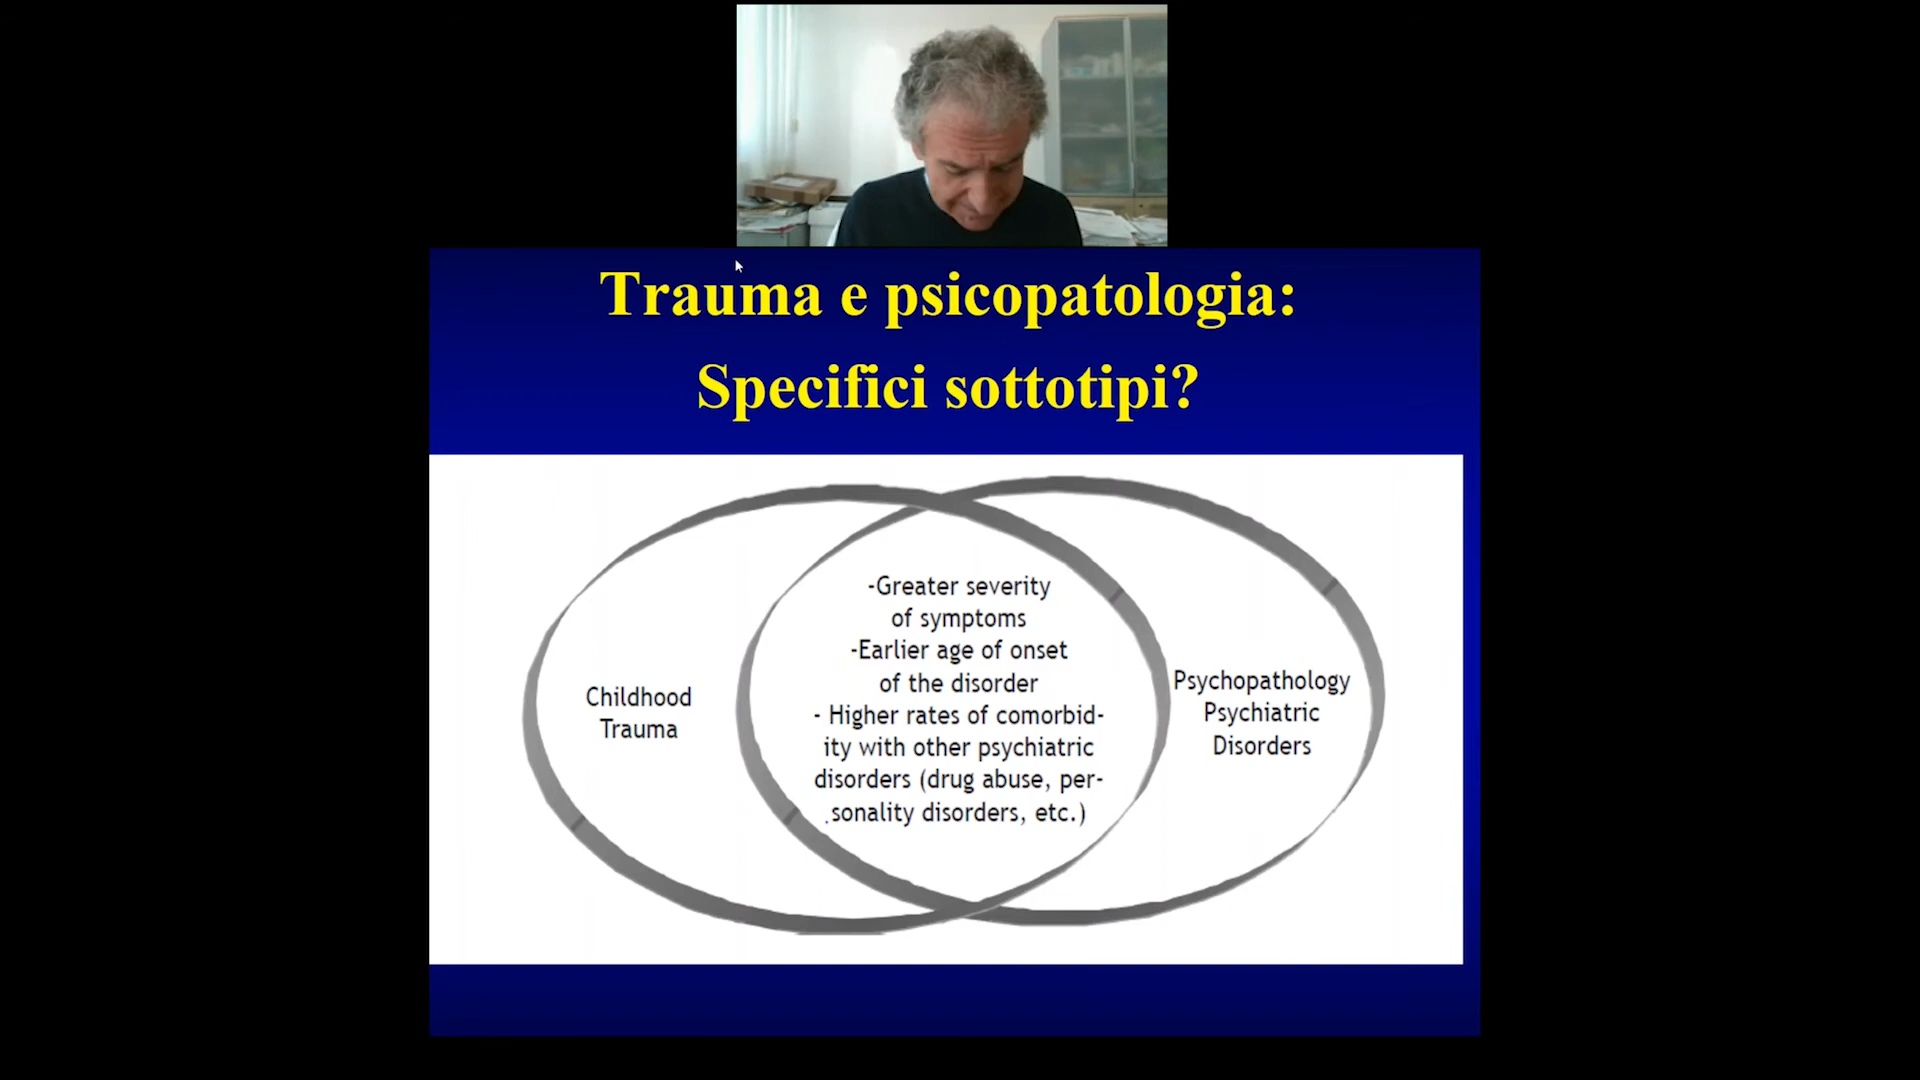 Trauma e psicopatologia:
Specifici sottotipi?
Childhood
Trauma
-Greater severity
of symptoms
-Earlier age of onset
of the disorder
- Higher rates of comorbid-
ity with other psychiatric
disorders (drug abuse, per-
sonality disorders, etc.)
Psychopathology
Psychiatric
Disorders